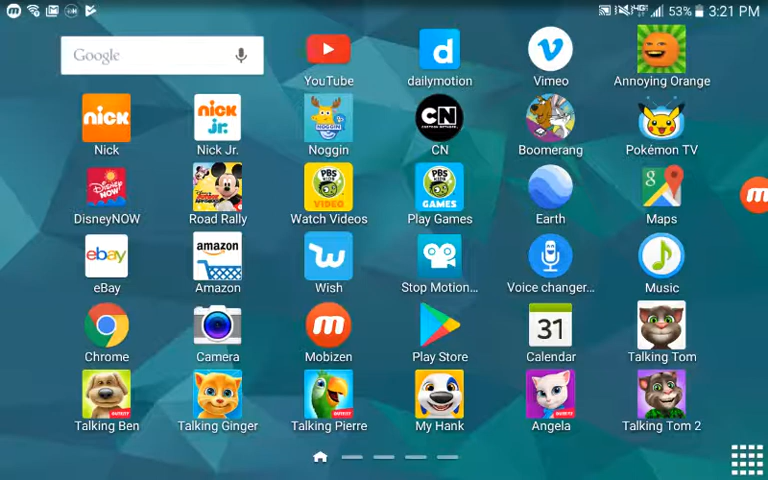 53% 3:21 PM
Google
YouTube
dailymotion
Vimeo
Annoying Orange
Nick
Nick Jr.
Noggin
CN
Boomerang
Pokémon TV
DisneyNOW
Road Rally
Watch Videos
Play Games
Earth
Maps
eBay
Amazon
Wish
Stop Motion...
Voice changer...
Music
Chrome
Camera
Mobizen
Play Store
31
Calendar
Talking Tom
Talking Ben
Talking Ginger
Talking Pierre
My Hank
Angela
Talking Tom 2